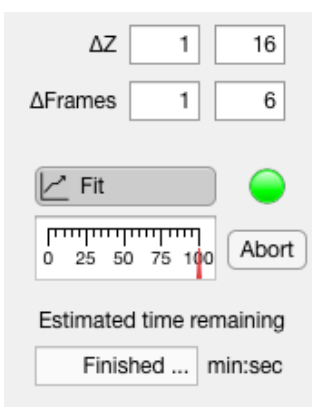 ΔZ 1 16
ΔFrames 1 6
Fit
0 25 50 75 100
Abort
Estimated time remaining
Finished ... min:sec